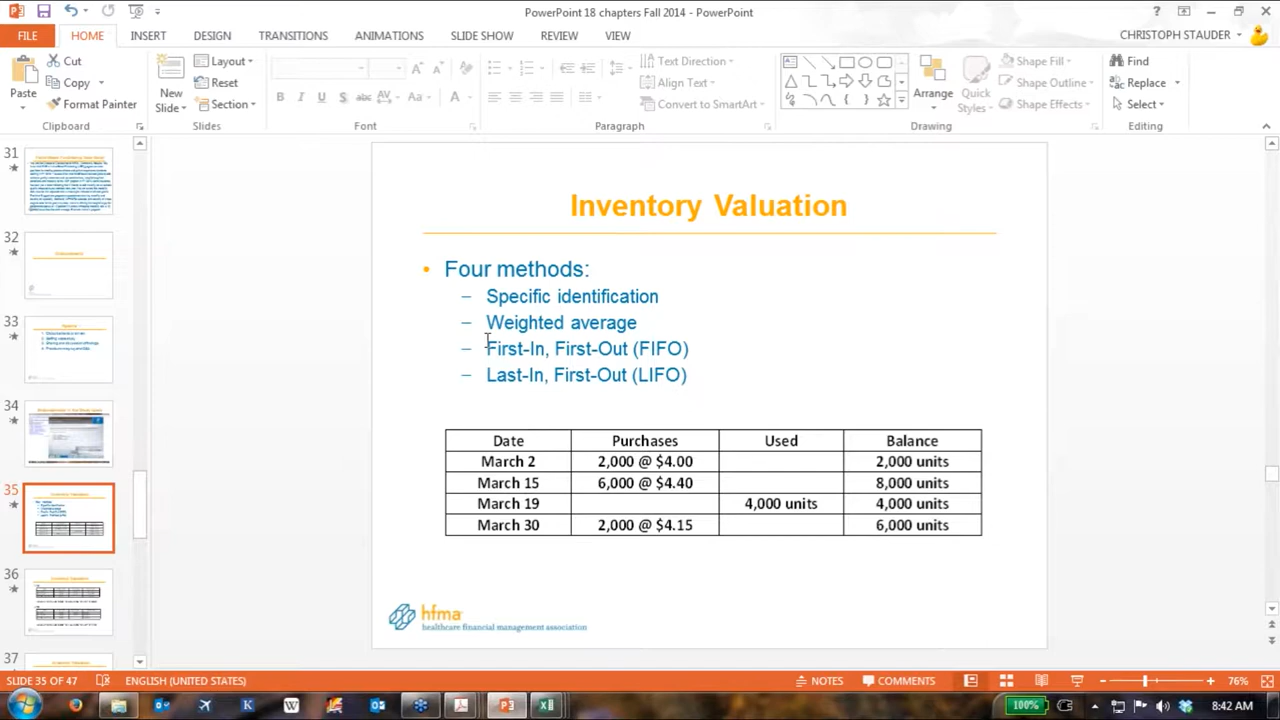 PowerPoint 18 chapters Fall 2014 - PowerPoint
FILE HOME INSERT DESIGN TRANSITIONS ANIMATIONS SLIDE SHOW REVIEW VIEW CHRISTOPH STAUDER
Cut
Copy
Format Painter
Paste
Clipboard
New
Slide
Layout
Reset
Section
Slides
B I U S abc AV Aa A
Font
Text Direction
Align Text
Convert to SmartArt
Paragraph
Arrange
Quick
Styles
Shape Fill
Shape Outline
Shape Effects
Drawing
Find
Replace
Select
Editing
31
32
33
34
35
36
37
Inventory Valuation
• Four methods:
– Specific identification
– Weighted average
– First-In, First-Out (FIFO)
– Last-In, First-Out (LIFO)
Date Purchases Used Balance
March 2 2,000 @ $4.00 2,000 units
March 15 6,000 @ $4.40 8,000 units
March 19 4,000 units 4,000 units
March 30 2,000 @ $4.15 6,000 units
hfma
healthcare financial management association
SLIDE 35 OF 47 ENGLISH (UNITED STATES) NOTES COMMENTS 76%
100% 8:42 AM